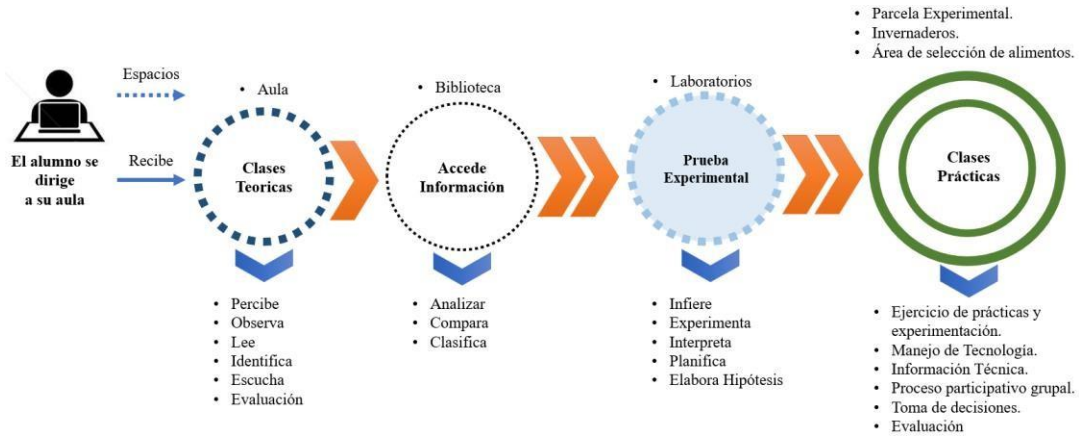 El alumno se
dirige
a su aula
Espacios
Recibe
• Aula
Clases
Teoricas
• Percibe
• Observa
• Lee
• Identifica
• Escucha
• Evaluación
• Biblioteca
Accede
Información
• Analizar
• Compara
• Clasifica
• Laboratorios
Prueba
Experimental
• Infiere
• Experimenta
• Interpreta
• Planifica
• Elabora Hipótesis
• Parcela Experimental.
• Invernaderos.
• Área de selección de alimentos.
Clases
Prácticas
• Ejercicio de prácticas y
experimentación.
• Manejo de Tecnología.
• Información Técnica.
• Proceso participativo grupal.
• Toma de decisiones.
• Evaluación